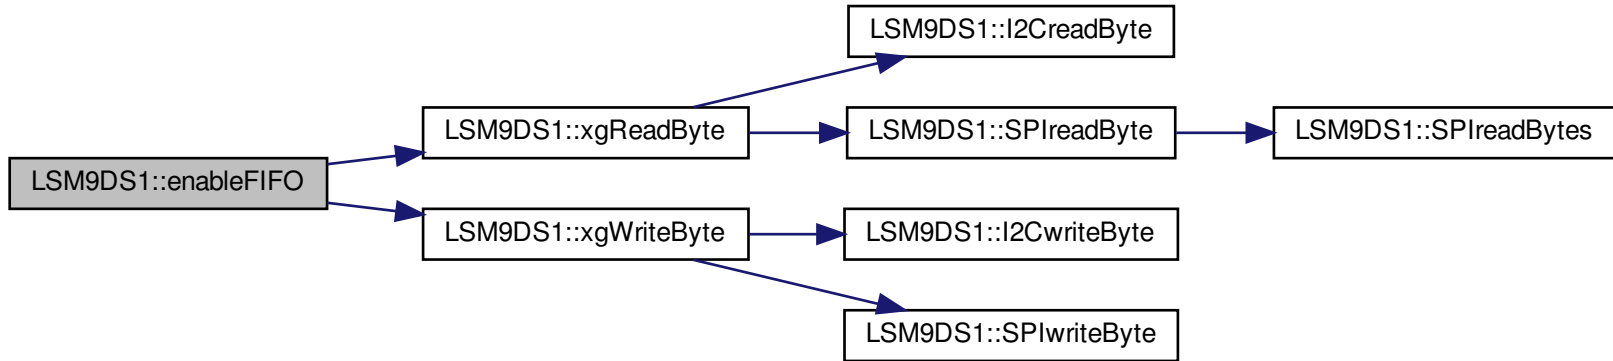 LSM9DS1::I2CreadByte
LSM9DS1::xgReadByte
LSM9DS1::SPIreadByte
LSM9DS1::SPIreadBytes
LSM9DS1::enableFIFO
LSM9DS1::xgWriteByte
LSM9DS1::I2CwriteByte
LSM9DS1::SPIwriteByte